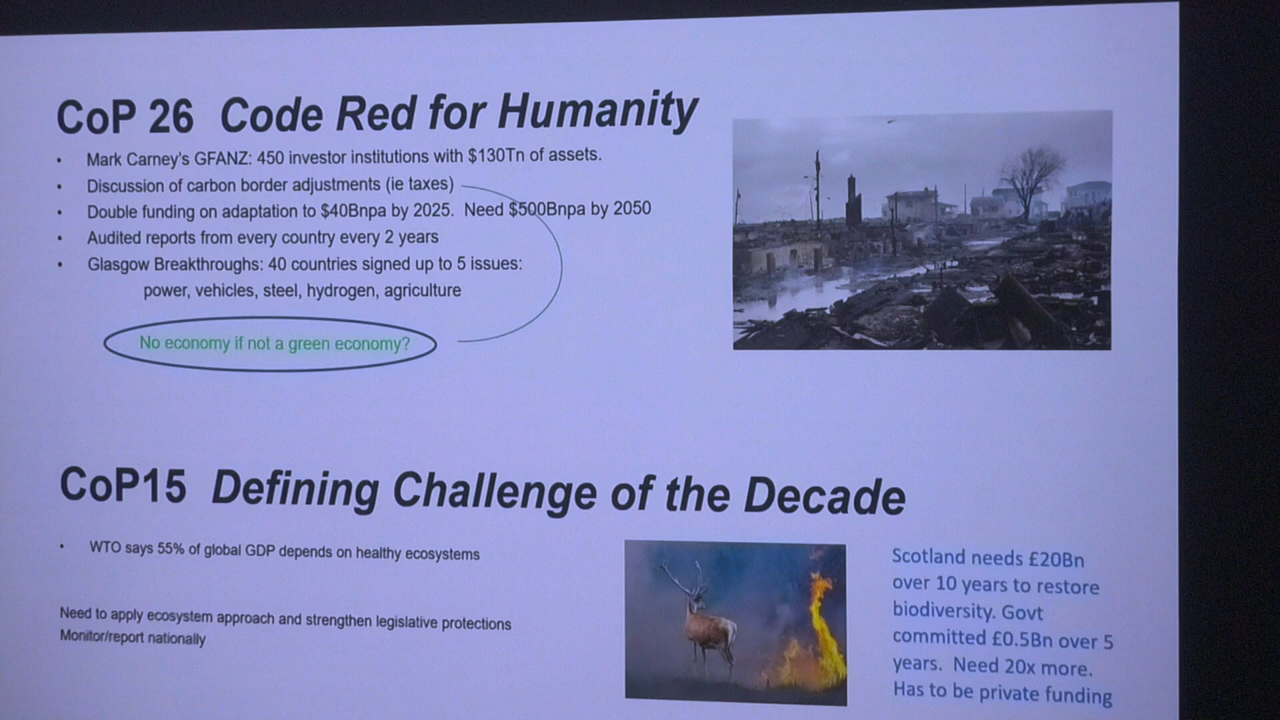 CoP 26 Code Red for Humanity
• Mark Carney's GFANZ: 450 investor institutions with $130Tn of assets.
• Discussion of carbon border adjustments (ie taxes)
• Double funding on adaptation to $40Bnpa by 2025. Need $500Bnpa by 2050
• Audited reports from every country every 2 years
• Glasgow Breakthroughs: 40 countries signed up to 5 issues:
power, vehicles, steel, hydrogen, agriculture
No economy if not a green economy?
CoP15 Defining Challenge of the Decade
• WTO says 55% of global GDP depends on healthy ecosystems
Need to apply ecosystem approach and strengthen legislative protections
Monitor/report nationally
Scotland needs £20Bn
over 10 years to restore
biodiversity. Govt
committed £0.5Bn over 5
years. Need 20x more.
Has to be private funding